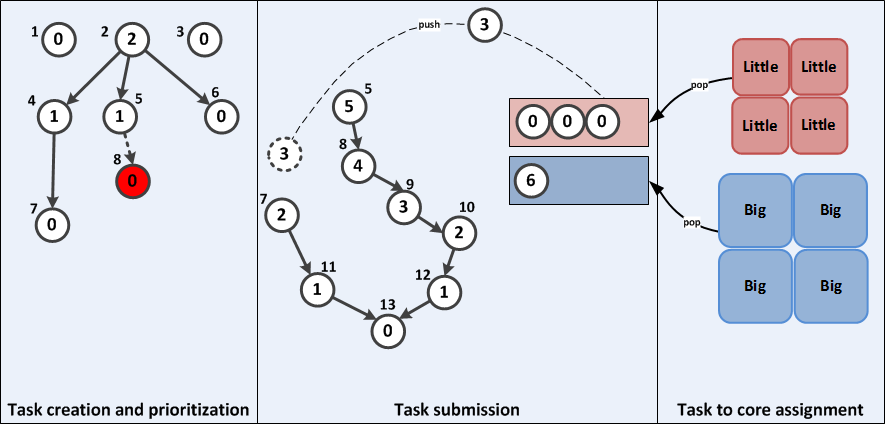 1 0
2 2
3 0
4 1
5 1
6 0
8 0
7 0
Task creation and prioritization
push
3
3
5
5
8
4
9
3
10
2
7
2
11
1
12
1
13
0
0 0 0
6
Task submission
pop
Little Little
Little Little
pop
Big Big
Big Big
Task to core assignment